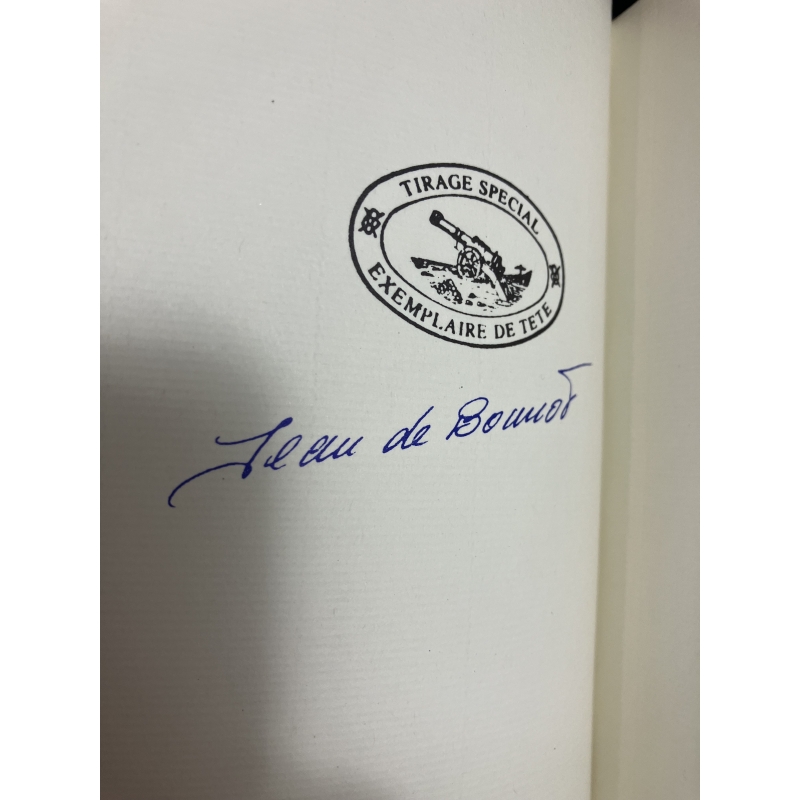 TIRAGE SPECIAL
EXEMPLAIRE DE TETE
Jean de Bonnot